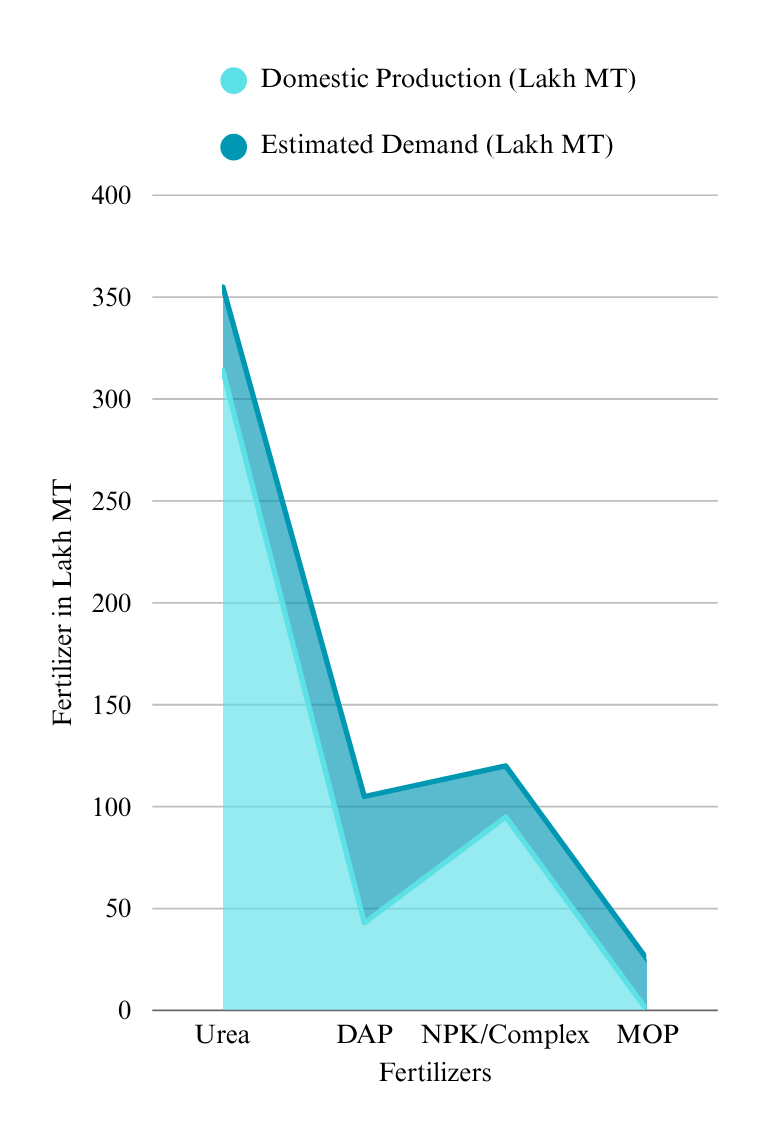 Domestic Production (Lakh MT)
Estimated Demand (Lakh MT)
400
350
300
250
200
150
100
50
0
Fertilizer in Lakh MT
Urea DAP NPK/Complex MOP
Fertilizers